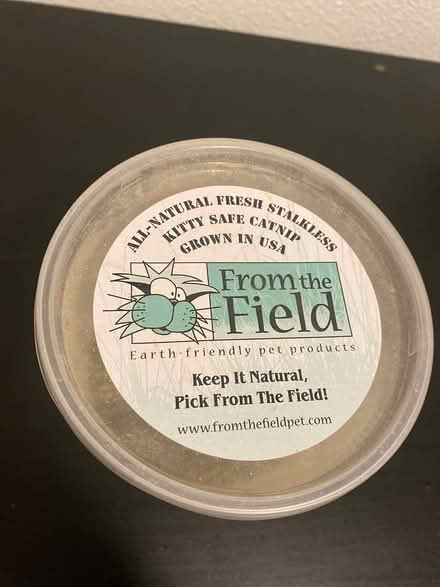 ALL-NATURAL FRESH STALKLESS
KITTY SAFE CATNIP
GROWN IN USA
From the
Field
Earth-friendly pet products
Keep It Natural,
Pick From The Field!
www.fromthefieldpet.com